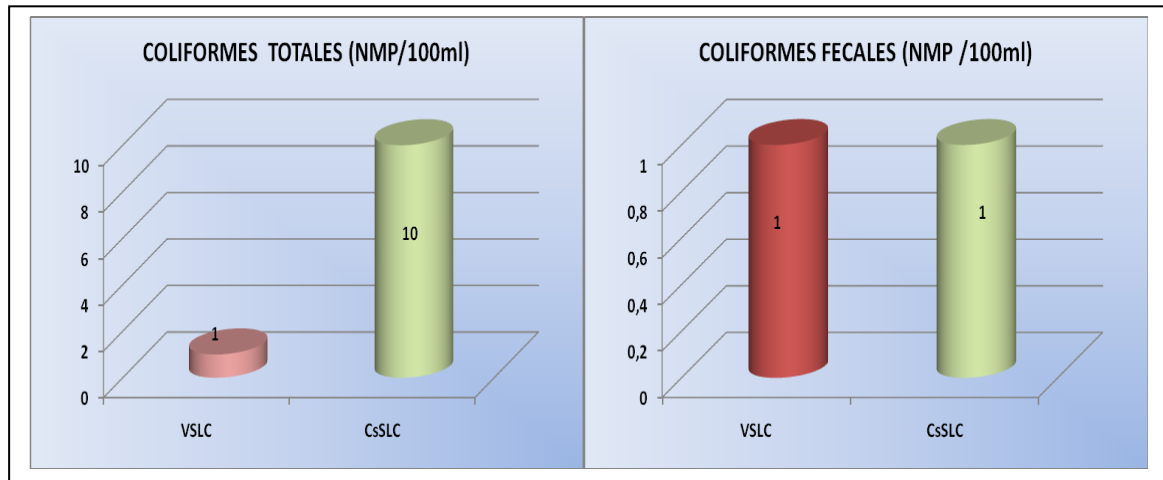 COLIFORMES TOTALES (NMP/100ml)
10
8
6
4
2
0
1
10
VSLC
CsSLC
COLIFORMES FECALES (NMP /100ml)
1
0,8
0,6
0,4
0,2
0
1
1
VSLC
CsSLC